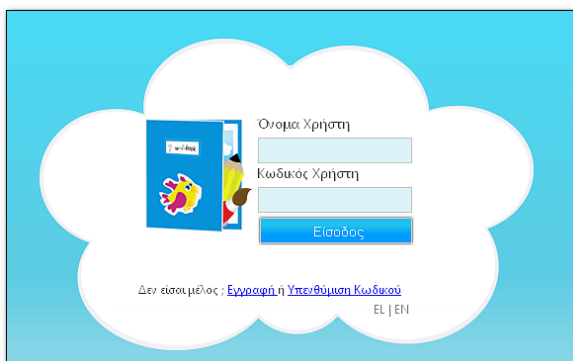 Όνομα Χρήστη
Κωδικός Χρήστη
Είσοδος
Δεν είσαι μέλος ; Εγγραφή ή Υπενθύμιση Κωδικού
EL | EN